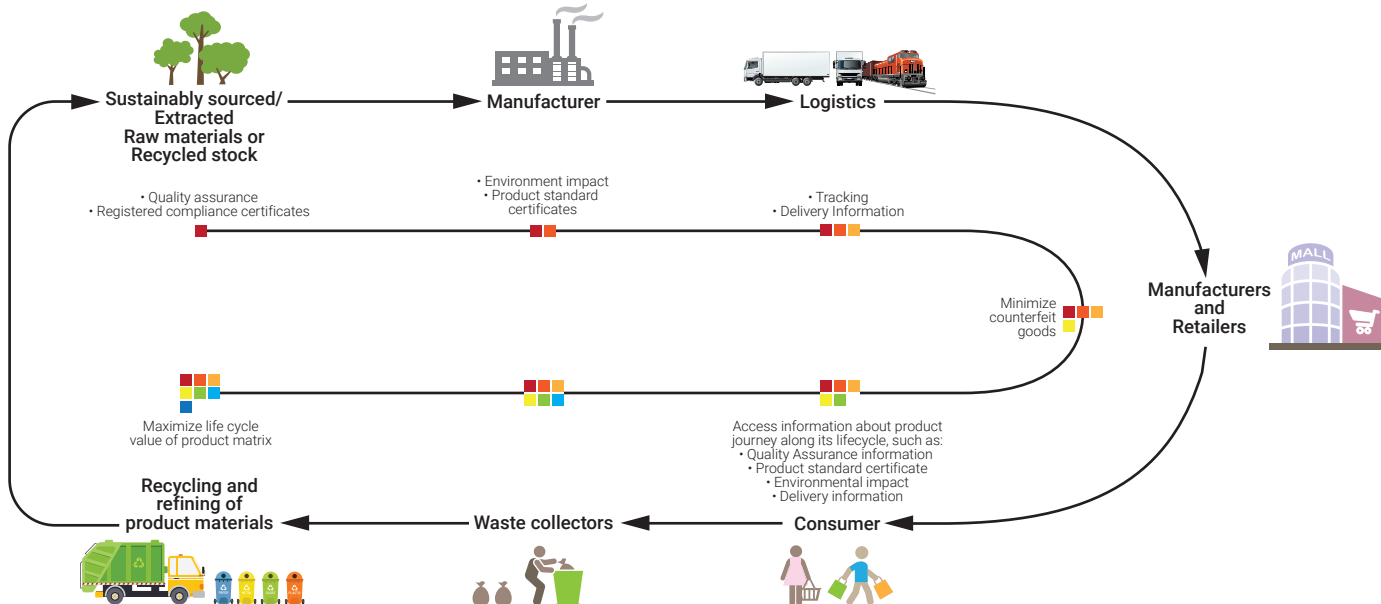 Sustainably sourced/
Extracted
Raw materials or
Recycled stock
Manufacturer
Logistics
• Quality assurance
• Registered compliance certificates
• Environment impact
• Product standard
certificates
• Tracking
• Delivery Information
MALL
Manufacturers
and
Retailers
Minimize
counterfeit
goods
Maximize life cycle
value of product matrix
Access information about product
journey along its lifecycle, such as:
• Quality Assurance information
• Product standard certificate
• Environmental impact
• Delivery information
Recycling and
refining of
product materials
Waste collectors
Consumer